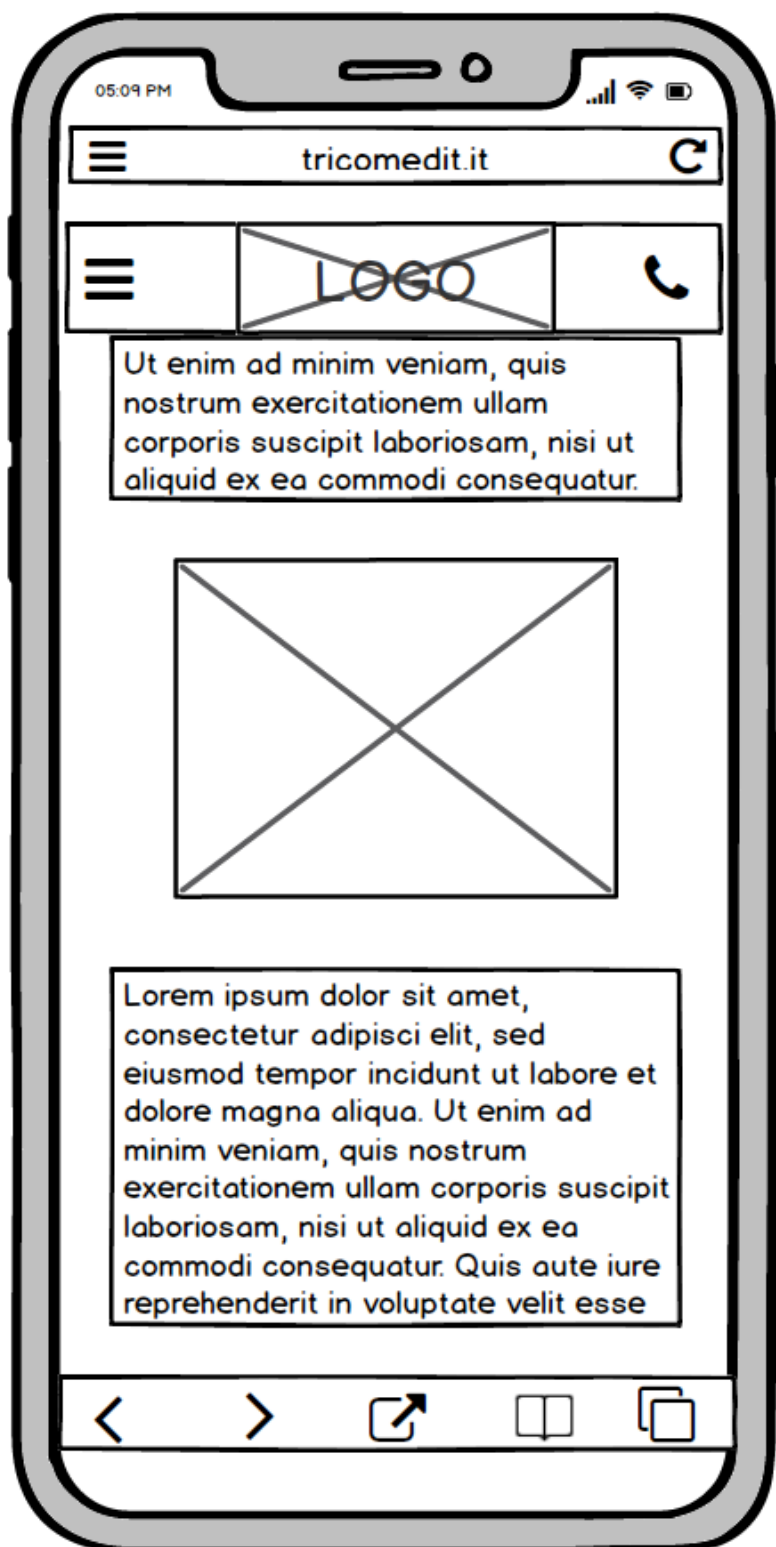 05:09 PM
tricomedit.it
LOGO
Ut enim ad minim veniam, quis
nostrum exercitationem ullam
corporis suscipit laboriosam, nisi ut
aliquid ex ea commodi consequatur.
Lorem ipsum dolor sit amet,
consectetur adipisci elit, sed
eiusmod tempor incidunt ut labore et
dolore magna aliqua. Ut enim ad
minim veniam, quis nostrum
exercitationem ullam corporis suscipit
laboriosam, nisi ut aliquid ex ea
commodi consequatur. Quis aute iure
reprehenderit in voluptate velit esse